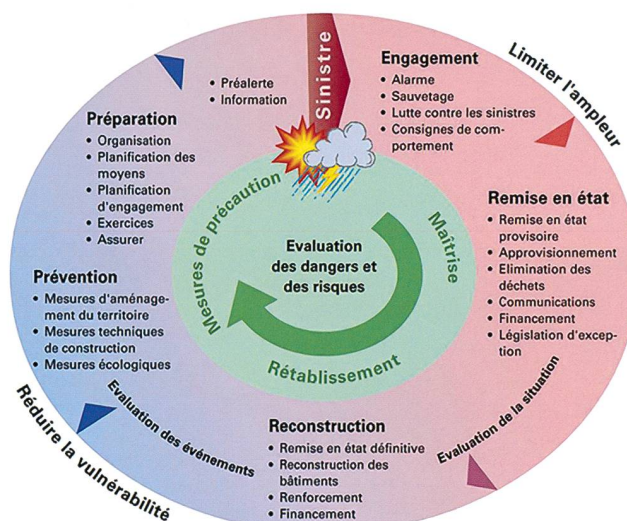 Sinistre
• Préalerte
• Information
Engagement
• Alarme
• Sauvetage
• Lutte contre les sinistres
• Consignes de com-
portement
Limiter l'ampleur
Remise en état
• Remise en état
provisoire
• Approvisionnement
• Elimination des
déchets
• Communications
• Financement
• Législation d'excep-
tion
Evaluation de la situation
Reconstruction
• Remise en état définitive
• Reconstruction des
bâtiments
• Renforcement
• Financement
Evaluation des événements
Réduire la vulnérabilité
Prévention
• Mesures d'aménage-
ment du territoire
• Mesures techniques
de construction
• Mesures écologiques
Préparation
• Organisation
• Planification des
moyens
• Planification
d'engagement
• Exercices
• Assurer
Mesures de précaution
Maîtrise
Rétablissement
Evaluation
des dangers et
des risques